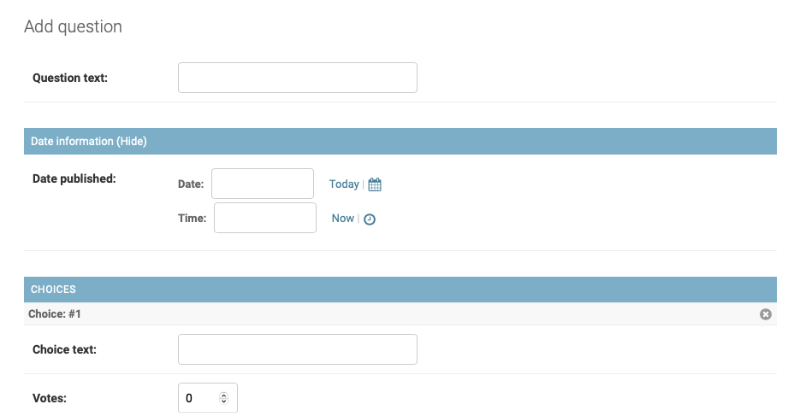 Add question
Question text:
Date information (Hide)
Date published:
Date:
Today
Time:
Now
CHOICES
Choice: #1
Choice text:
Votes:
0